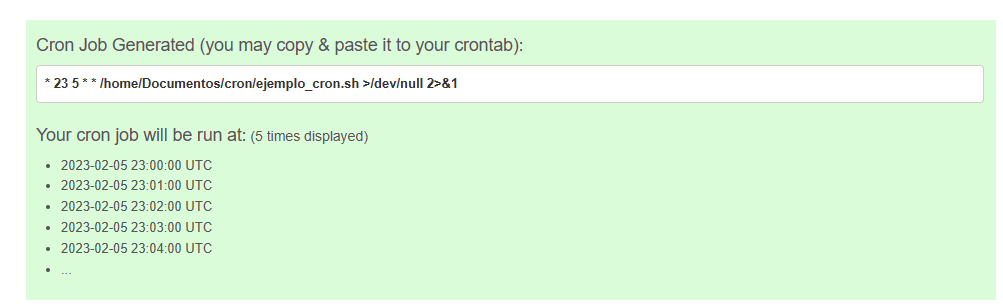 Cron Job Generated (you may copy & paste it to your crontab):
* 23 5 * * /home/Documentos/cron/ejemplo_cron.sh >/dev/null 2>&1
Your cron job will be run at: (5 times displayed)
• 2023-02-05 23:00:00 UTC
• 2023-02-05 23:01:00 UTC
• 2023-02-05 23:02:00 UTC
• 2023-02-05 23:03:00 UTC
• 2023-02-05 23:04:00 UTC
• ...